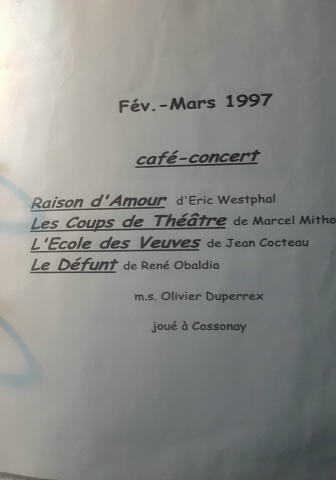 Fév.-Mars 1997
café-concert
Raison d'Amour d'Eric Westphal
Les Coups de Théâtre de Marcel Mitho
L'Ecole des Veuves de Jean Cocteau
Le Défunt de René Obaldia
m.s. Olivier Duperrex
joué à Cossonay